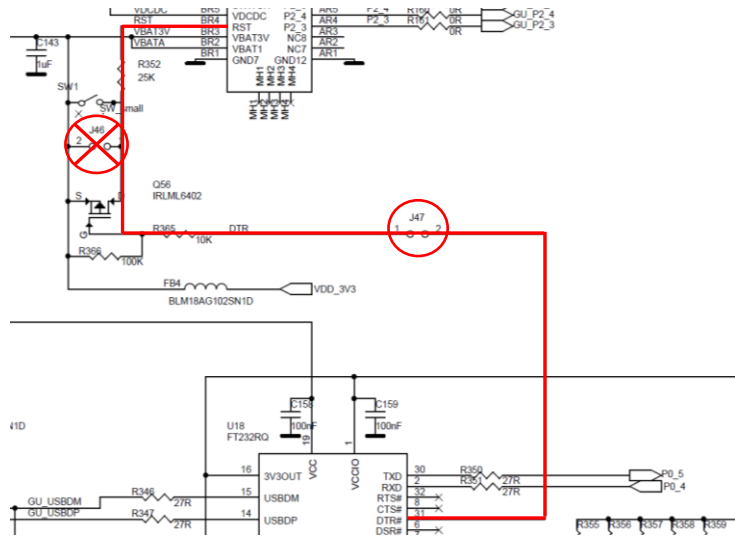 VDCDC BR5 AR5 P2_4 R160 0R
RST BR4 VDCDC P2_4 AR4 P2_3 R161 GU_P2_4
VBAT3V BR3 RST P2_3 AR3 0R GU_P2_3
VBATA BR2 VBAT3V NC8 AR2
BR1 VBAT1 NC7 AR1
GND7 GND12
C143
1uF
R352
25K
MH1
MH2
MH3
MH4
MH1
MH2
MH3
SW1
SW_small
J46
2
Q56
IRLML6402
S
G
J47
1 2
R365 DTR
10K
R366
100K
FB4
BLM18AG102SN1D
VDD_3V3
N1D
C158
100nF
C159
100nF
U18
FT232RQ
19
1
VCC
VCCIO
16 3V3OUT
15 USBDM
14 USBDP
TXD 30 R350 27R P0_5
RXD 2 R351 27R P0_4
RTS# 32
CTS# 8
DTR# 31
DSR# 6
7
GU_USBDM R346
27R
GU_USBDP R347
27R
R355 R356 R357 R358 R359